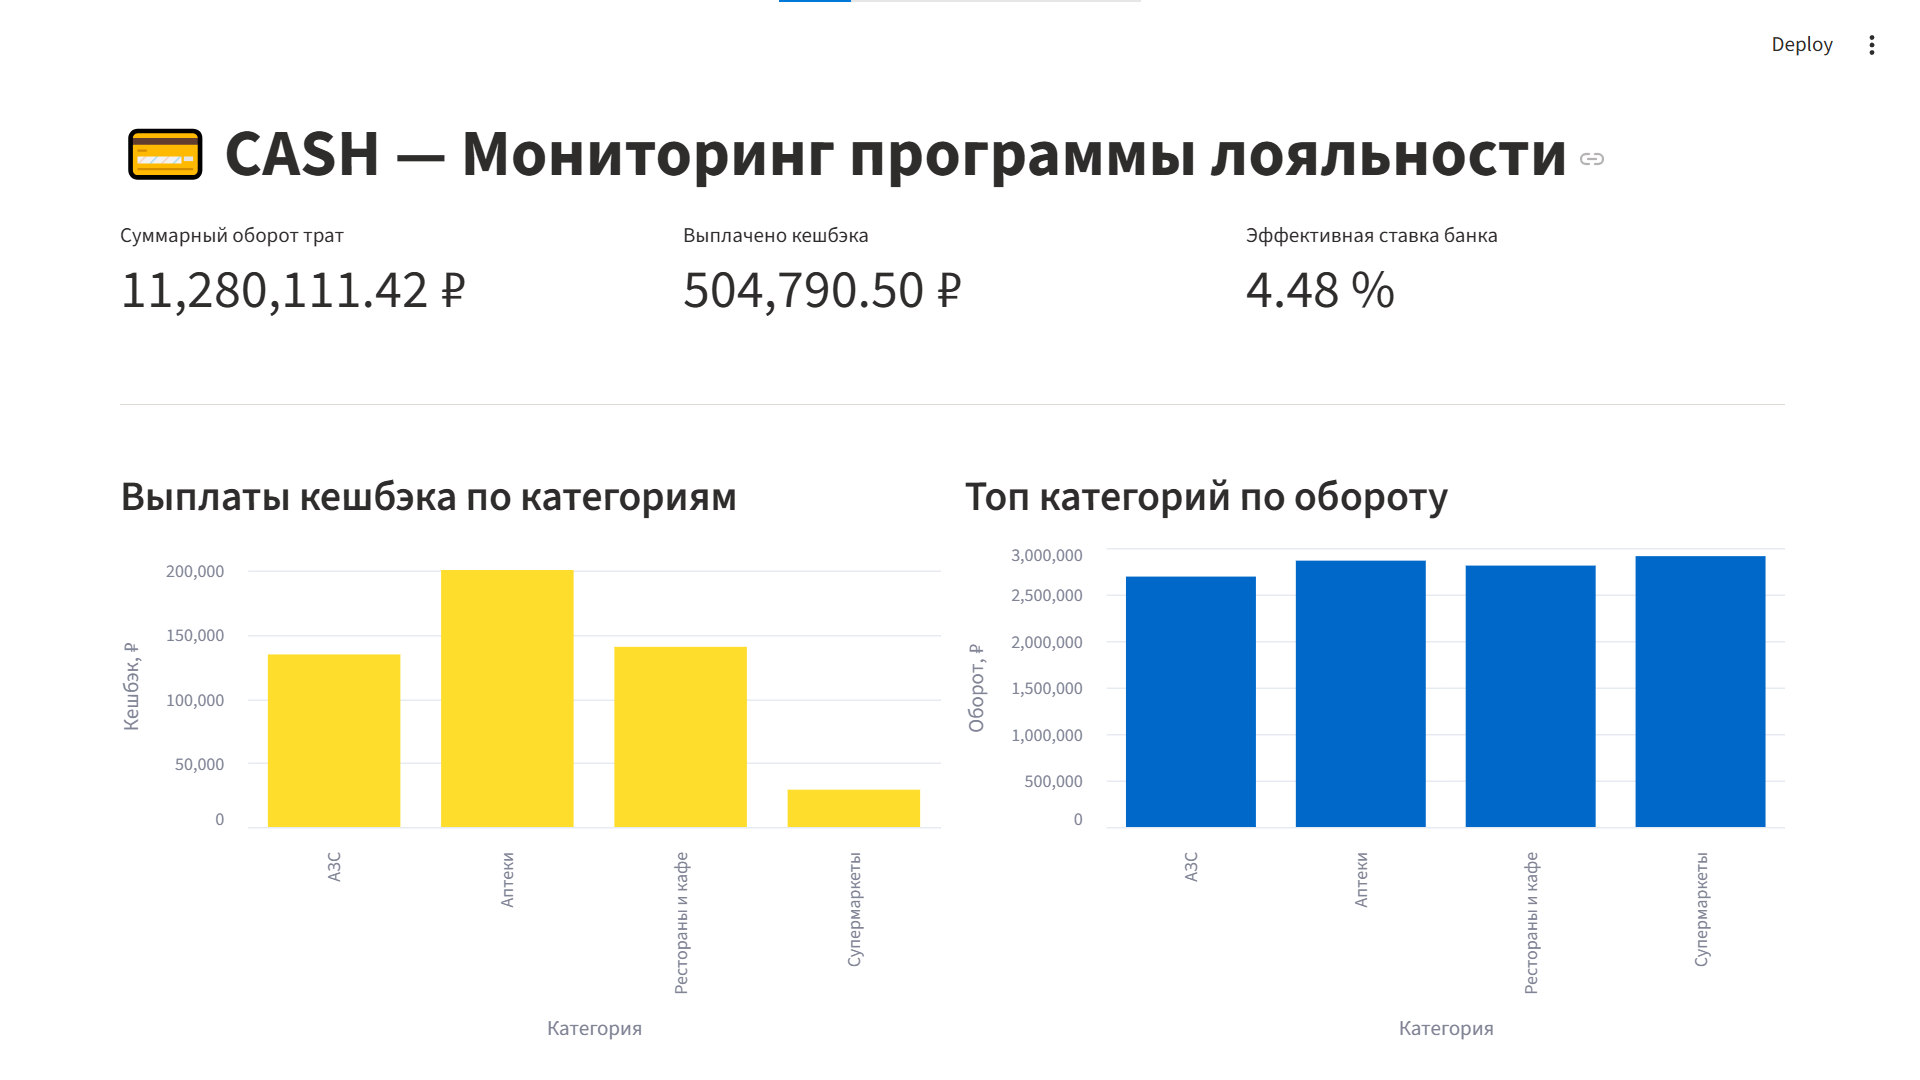 Deploy
CASH — Мониторинг программы лояльности
Суммарный оборот трат
11,280,111.42 ₽
Выплачено кешбэка
504,790.50 ₽
Эффективная ставка банка
4.48 %
Выплаты кешбэка по категориям
200,000
150,000
100,000
50,000
0
Кешбэк, ₽
АЗС
Аптеки
Рестораны и кафе
Супермаркеты
Категория
Топ категорий по обороту
3,000,000
2,500,000
2,000,000
1,500,000
1,000,000
500,000
0
Оборот, ₽
АЗС
Аптеки
Рестораны и кафе
Супермаркеты
Категория